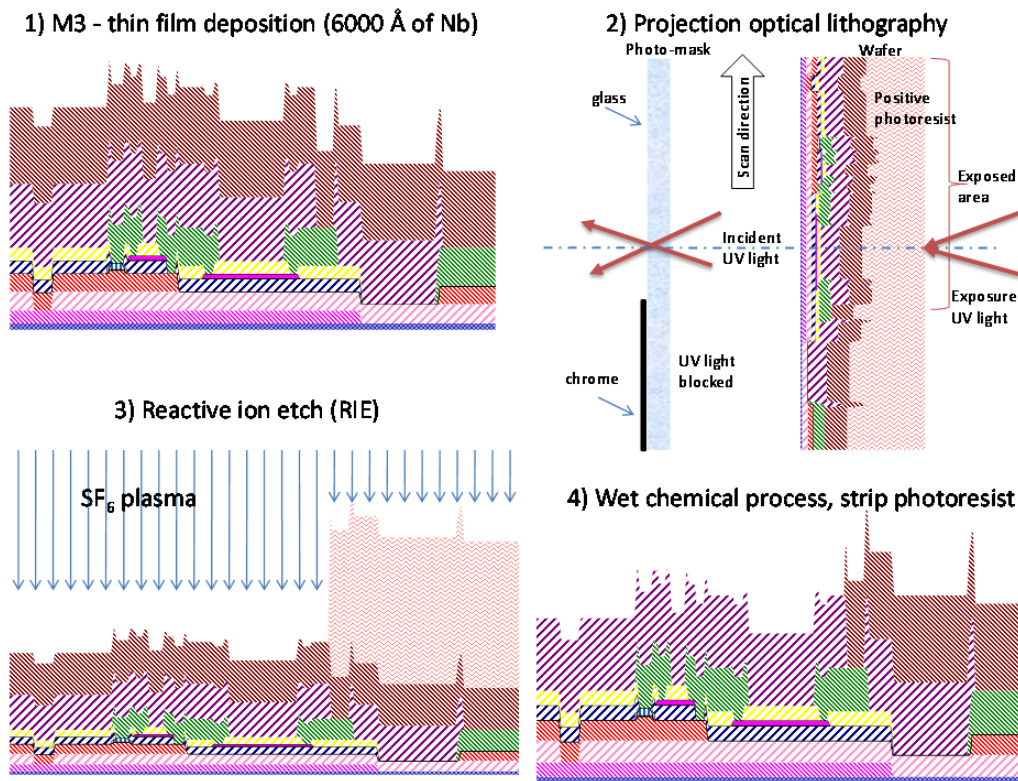 1) M3 - thin film deposition (6000 Å of Nb)
2) Projection optical lithography
Photo-mask
Wafer
glass
Scan direction
Positive
photoresist
Exposed
area
Incident
UV light
Exposure
UV light
chrome
UV light
blocked
3) Reactive ion etch (RIE)
SF6 plasma
4) Wet chemical process, strip photoresist